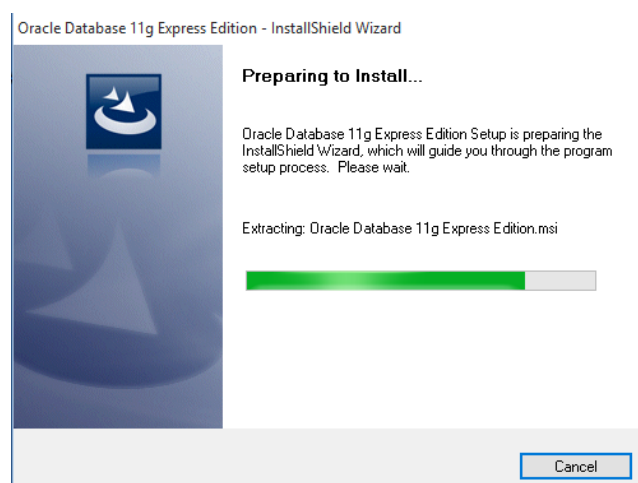 Oracle Database 11g Express Edition - InstallShield Wizard
Preparing to Install...
Oracle Database 11g Express Edition Setup is preparing the
InstallShield Wizard, which will guide you through the program
setup process.  Please wait.
Extracting: Oracle Database 11g Express Edition.msi
Cancel